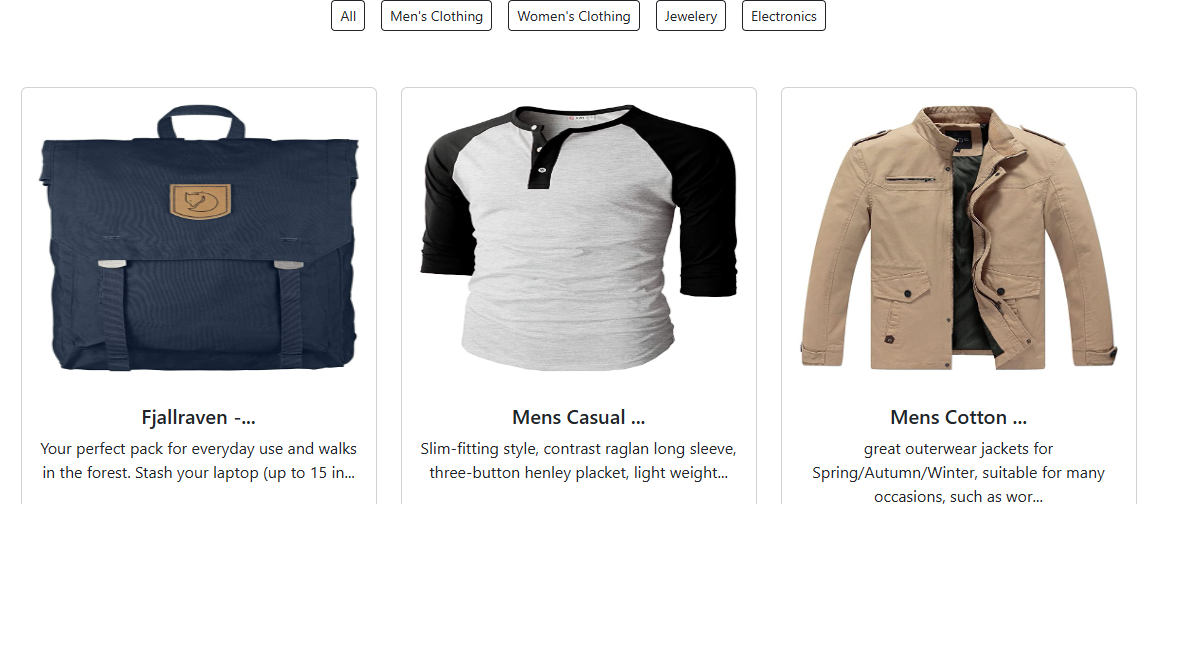 All
Men's Clothing
Women's Clothing
Jewelery
Electronics
Fjallraven -...
Your perfect pack for everyday use and walks
in the forest. Stash your laptop (up to 15 in...
Mens Casual ...
Slim-fitting style, contrast raglan long sleeve,
three-button henley placket, light weight...
Mens Cotton ...
great outerwear jackets for
Spring/Autumn/Winter, suitable for many
occasions, such as wor...